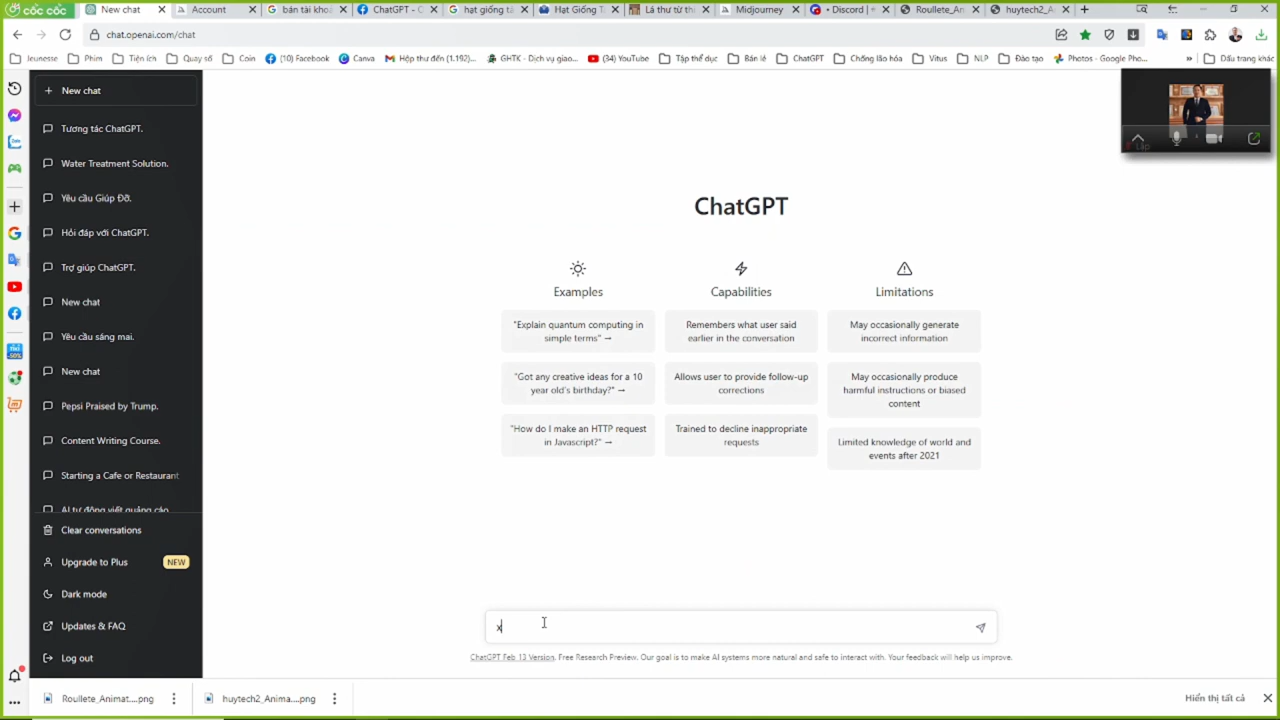 cốc cốc
New chat
Account
bán tài khoả
ChatGPT - C
hạt giống tâ
Hạt Giống T
Lá thư từ thi
Midjourney
• Discord |
Roullete_An
huytech2_A
chat.openai.com/chat
Jeunesse
Phim
Tiện ích
Quay số
Coin
(10) Facebook
Canva
Hộp thư đến (1.192)...
GHTK - Dịch vụ giao...
(34) YouTube
Tập thể dục
Bán lẻ
ChatGPT
Chống lão hóa
Vitus
NLP
Đào tạo
Photos - Google Pho...
Dấu trang khác
New chat
Tương tác ChatGPT.
Water Treatment Solution.
Yêu cầu Giúp Đỡ.
Hỏi đáp với ChatGPT.
Trợ giúp ChatGPT.
New chat
Yêu cầu sáng mai.
New chat
Pepsi Praised by Trump.
Content Writing Course.
Starting a Cafe or Restaurant
AI tự động viết quảng cáo
Clear conversations
Upgrade to Plus
NEW
Dark mode
Updates & FAQ
Log out
Lập
ChatGPT
Examples
Capabilities
Limitations
"Explain quantum computing in
simple terms" →
Remembers what user said
earlier in the conversation
May occasionally generate
incorrect information
"Got any creative ideas for a 10
year old's birthday?" →
Allows user to provide follow-up
corrections
May occasionally produce
harmful instructions or biased
content
"How do I make an HTTP request
in Javascript?" →
Trained to decline inappropriate
requests
Limited knowledge of world and
events after 2021
x
ChatGPT Feb 13 Version. Free Research Preview. Our goal is to make AI systems more natural and safe to interact with. Your feedback will help us improve.
Roullete_Animat....png
huytech2_Anima....png
Hiển thị tất cả